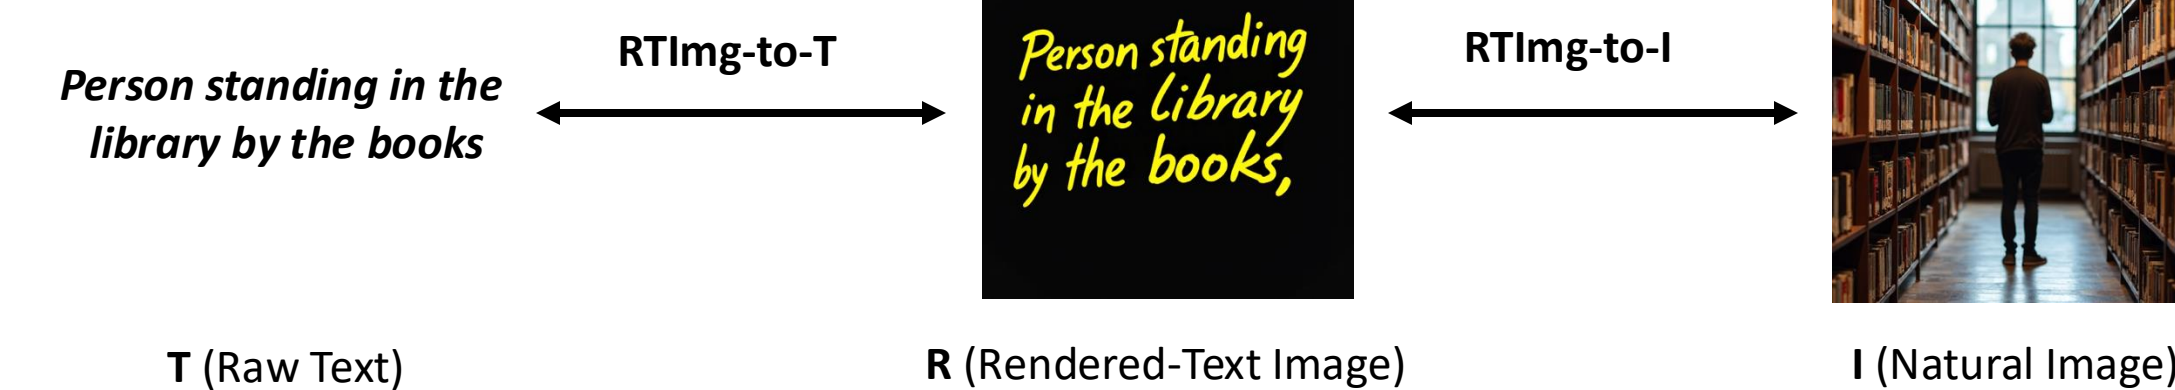 Person standing in the
library by the books
RTImg-to-T
Person standing
in the library
by the books,
RTImg-to-I
T (Raw Text)
R (Rendered-Text Image)
I (Natural Image)